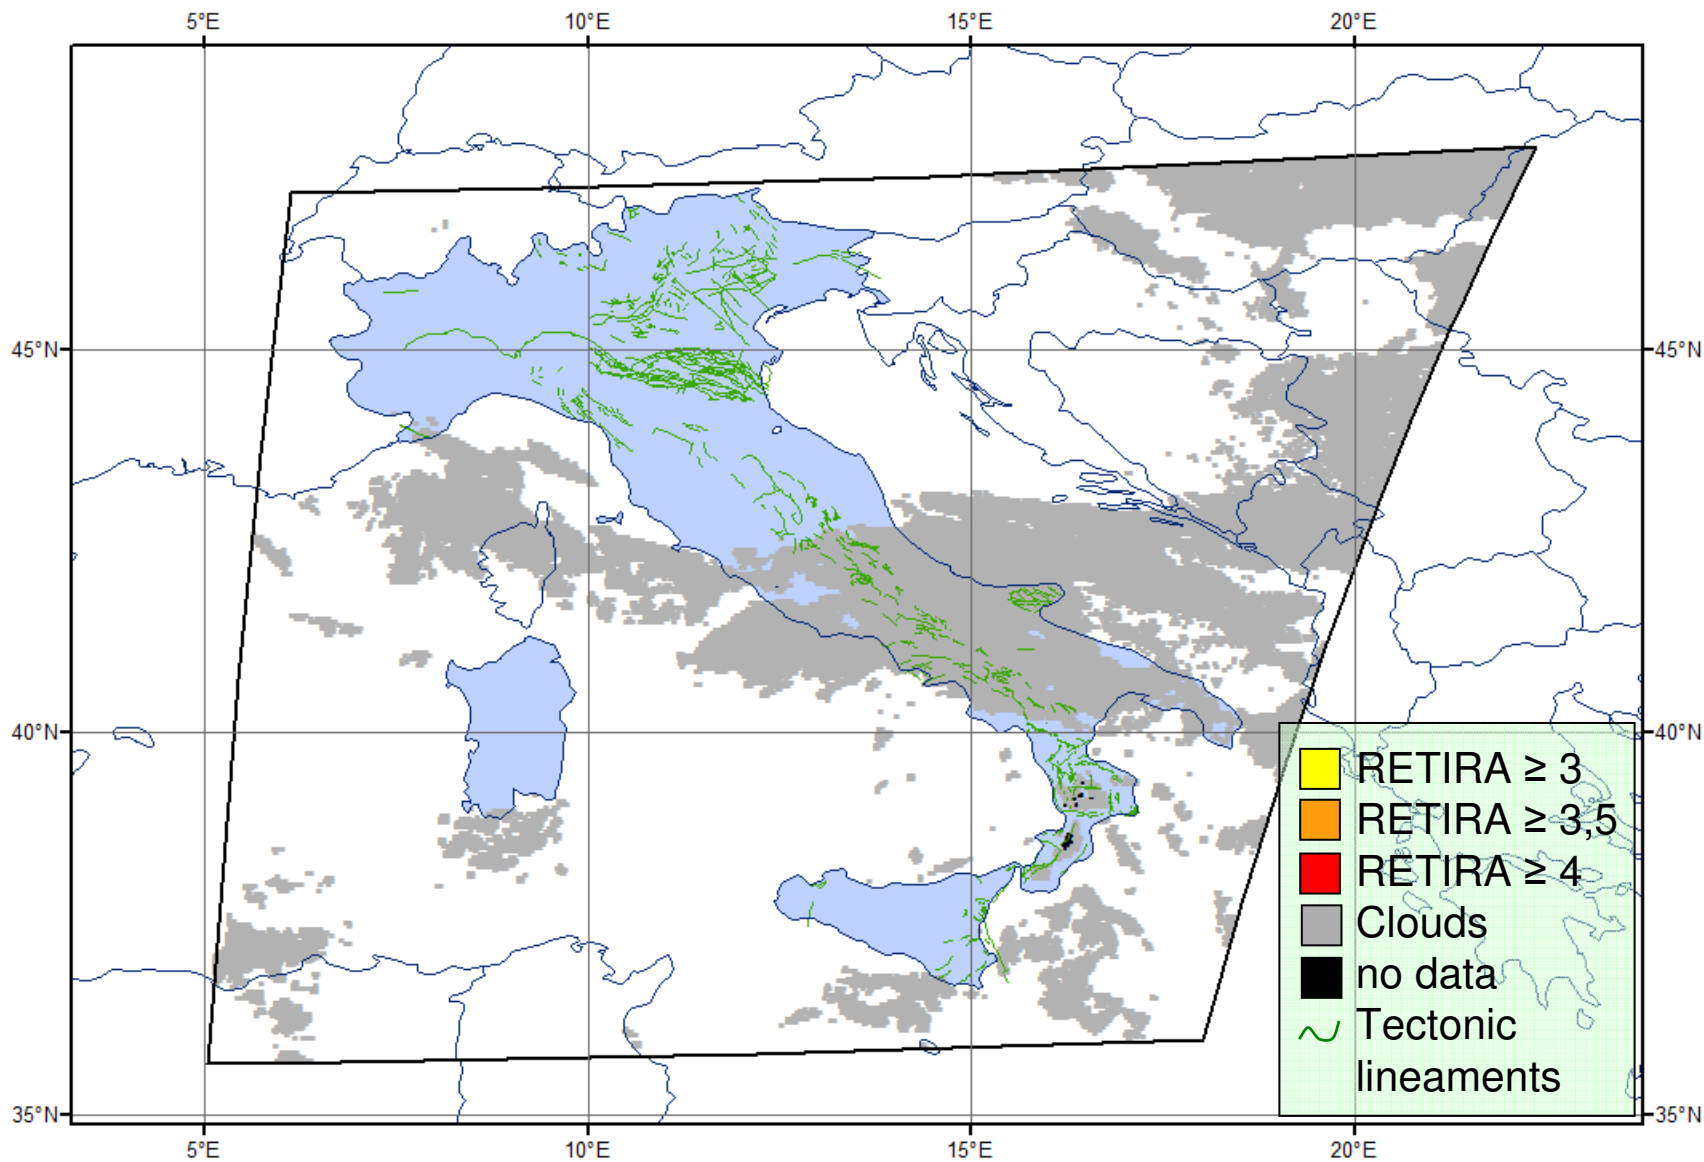 5°E 10°E 15°E 20°E
45°N 45°N
40°N 40°N
RETIRA ≥ 3
RETIRA ≥ 3,5
RETIRA ≥ 4
Clouds
no data
Tectonic
lineaments
35°N 35°N
5°E 10°E 15°E 20°E